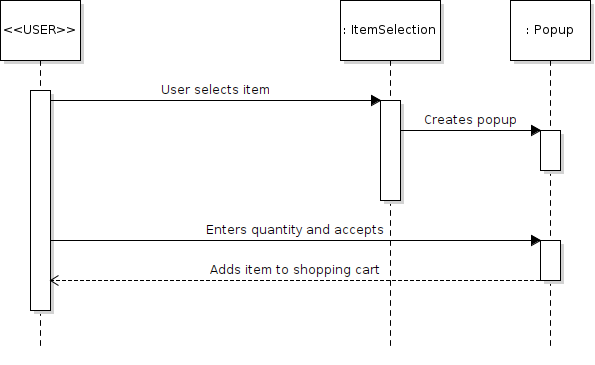 <<USER>>
: ItemSelection
: Popup
User selects item
Creates popup
Enters quantity and accepts
Adds item to shopping cart